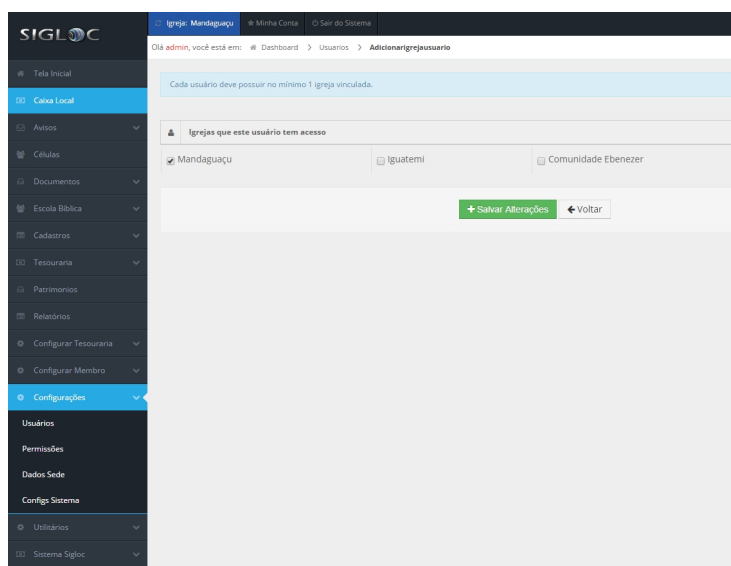 SIGLOC
Igreja: Mandaguaçu Minha Conta Sair do Sistema
Olá admin, você está em: Dashboard > Usuarios > Adicionarigrejausuario
Tela Inicial
Caixa Local
Avisos
Células
Documentos
Escola Bíblica
Cadastros
Tesouraria
Patrimonios
Relatórios
Configurar Tesouraria
Configurar Membro
Configurações
Usuários
Permissões
Dados Sede
Configs Sistema
Utilitários
Sistema Sigloc
Cada usuário deve possuir no mínimo 1 igreja vinculada.
Igrejas que este usuário tem acesso
Mandaguaçu Iguatemi Comunidade Ebenezer
Salvar Alterações Voltar